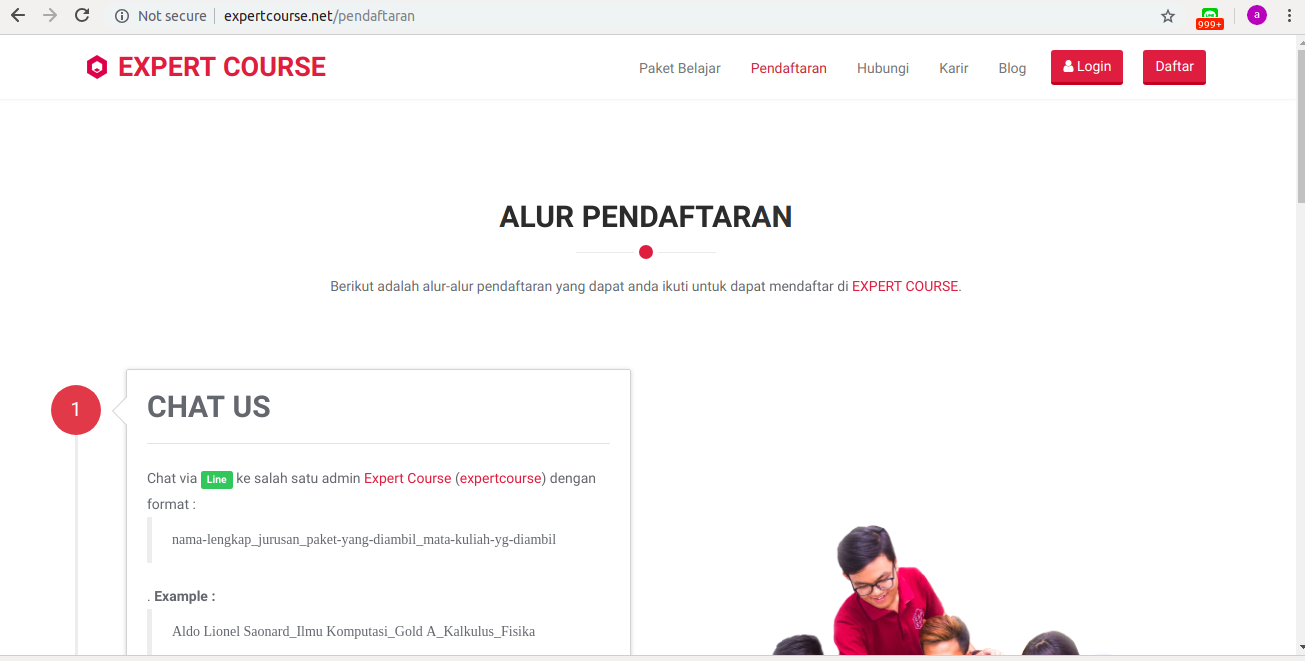 Not secure | expertcourse.net/pendaftaran
999+
a
EXPERT COURSE
Paket Belajar Pendaftaran Hubungi Karir Blog Login Daftar
ALUR PENDAFTARAN
Berikut adalah alur-alur pendaftaran yang dapat anda ikuti untuk dapat mendaftar di EXPERT COURSE.
1
CHAT US
Chat via Line ke salah satu admin Expert Course (expertcourse) dengan
format :
nama-lengkap_jurusan_paket-yang-diambil_mata-kuliah-yg-diambil
. Example :
Aldo Lionel Saonard_Ilmu Komputasi_Gold A_Kalkulus_Fisika